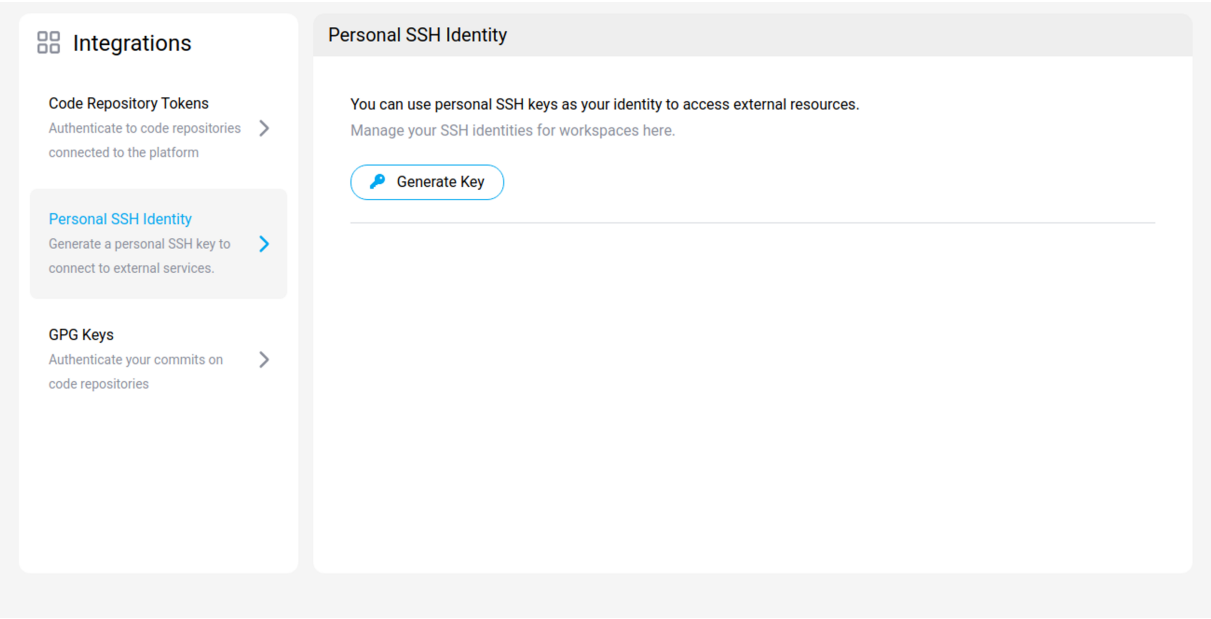 Integrations
Code Repository Tokens
Authenticate to code repositories
connected to the platform
Personal SSH Identity
Generate a personal SSH key to
connect to external services.
GPG Keys
Authenticate your commits on
code repositories
Personal SSH Identity
You can use personal SSH keys as your identity to access external resources.
Manage your SSH identities for workspaces here.
Generate Key